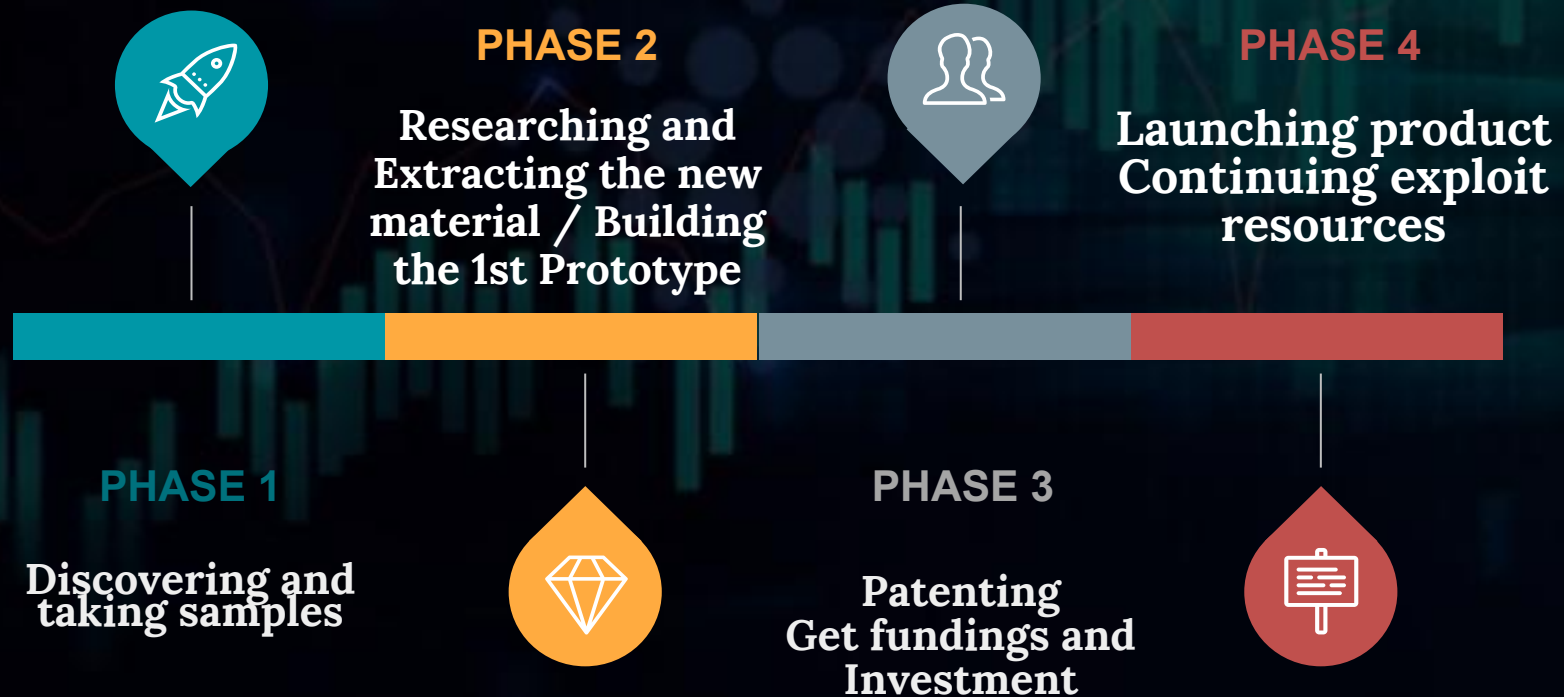 PHASE 1
Discovering and
taking samples
PHASE 2
Researching and
Extracting the new
material / Building
the 1st Prototype
PHASE 3
Patenting
Get fundings and
Investment
PHASE 4
Launching product
Continuing exploit
resources